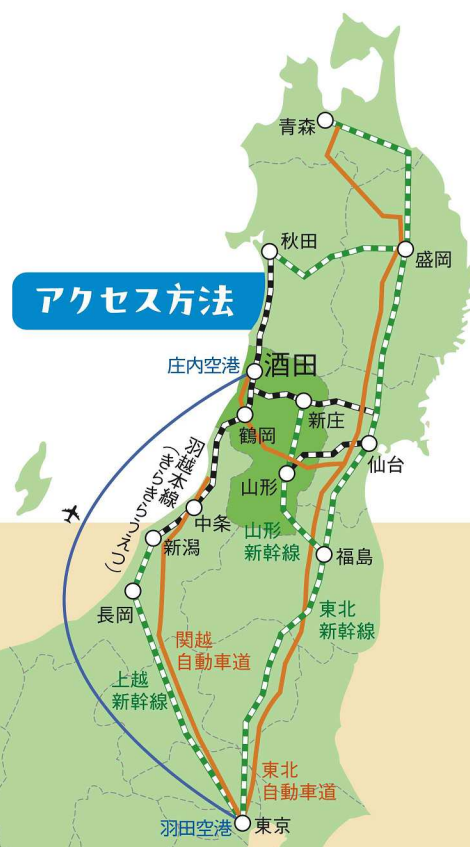 青森
秋田
盛岡
アクセス方法
庄内空港
酒田
新庄
鶴岡
仙台
羽越本線
(きらきらうえつ)
山形
中条
新潟
山形
新幹線
福島
長岡
東北
新幹線
関越
自動車道
上越
新幹線
東北
自動車道
羽田空港
東京